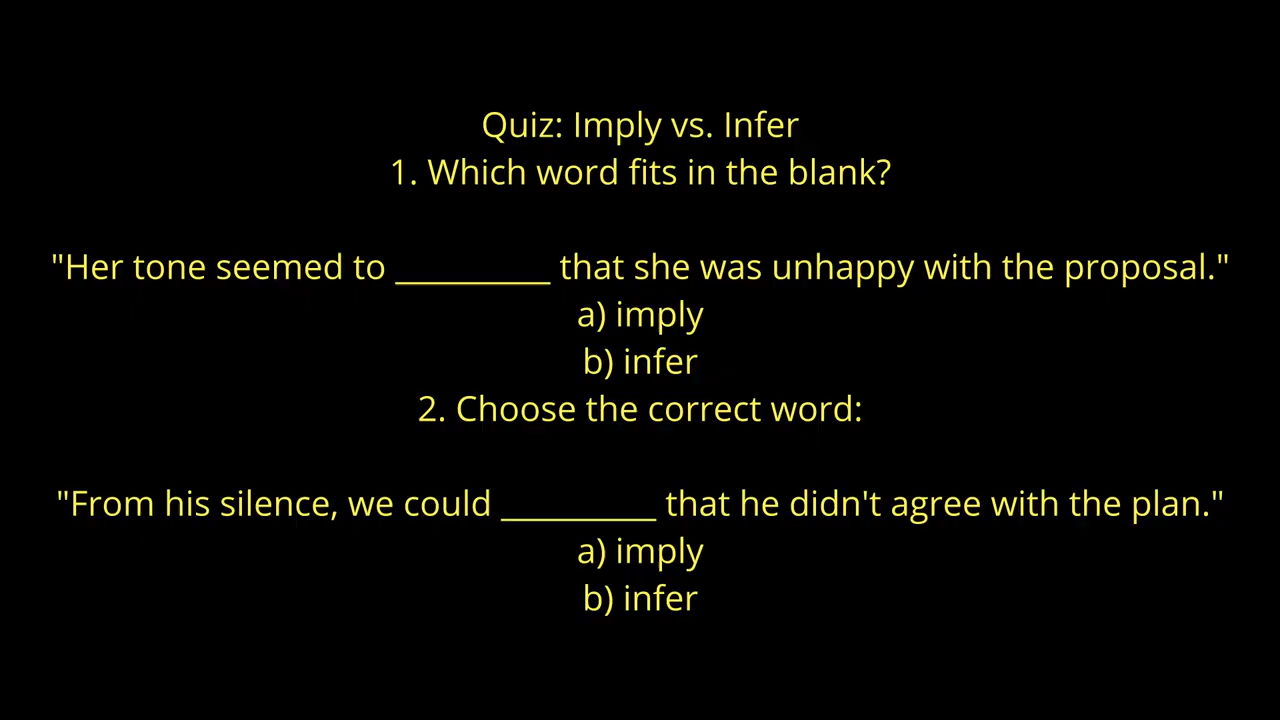 Quiz: Imply vs. Infer
1. Which word fits in the blank?
"Her tone seemed to _________ that she was unhappy with the proposal."
a) imply
b) infer
2. Choose the correct word:
"From his silence, we could _________ that he didn't agree with the plan."
a) imply
b) infer